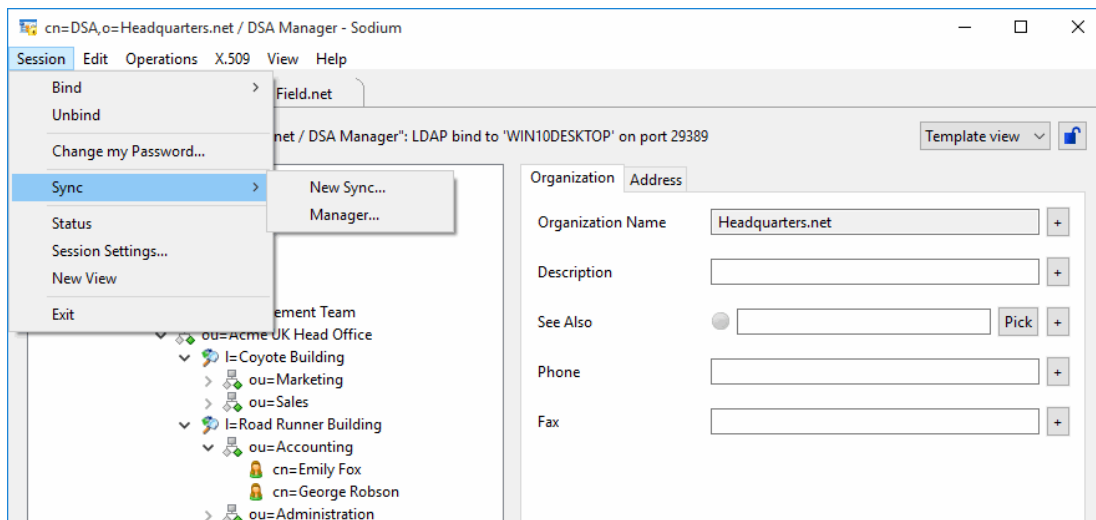 cn=DSA,o=Headquarters.net / DSA Manager - Sodium
Session Edit Operations X.509 View Help
Bind
Unbind
Change my Password...
Sync
Status
Session Settings...
New View
Exit
New Sync...
Manager...
Field.net
net / DSA Manager": LDAP bind to 'WIN10DESKTOP' on port 29389
Template view
ement Team
ou=Acme UK Head Office
l=Coyote Building
ou=Marketing
ou=Sales
l=Road Runner Building
ou=Accounting
cn=Emily Fox
cn=George Robson
ou=Administration
Organization Address
Organization Name Headquarters.net +
Description +
See Also Pick +
Phone +
Fax +